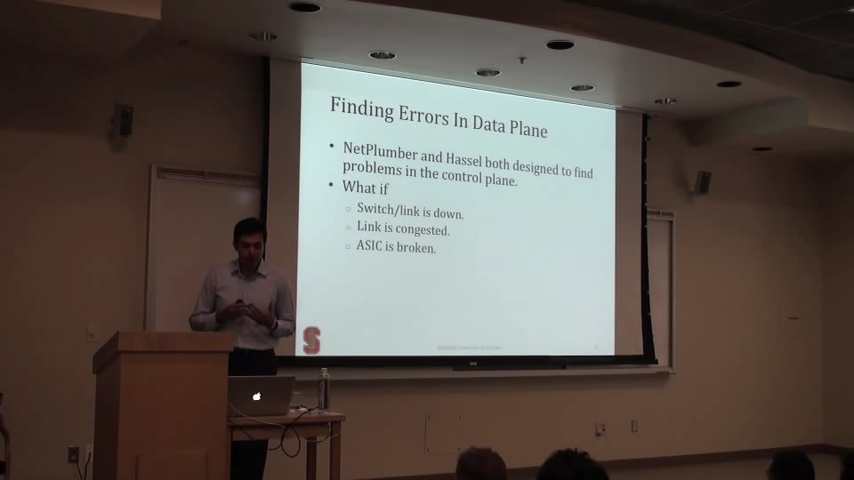 Finding Errors In Data Plane
• NetPlumber and Hassel both designed to find
problems in the control plane.
• What if
○ Switch/link is down.
○ Link is congested.
○ ASIC is broken.
S